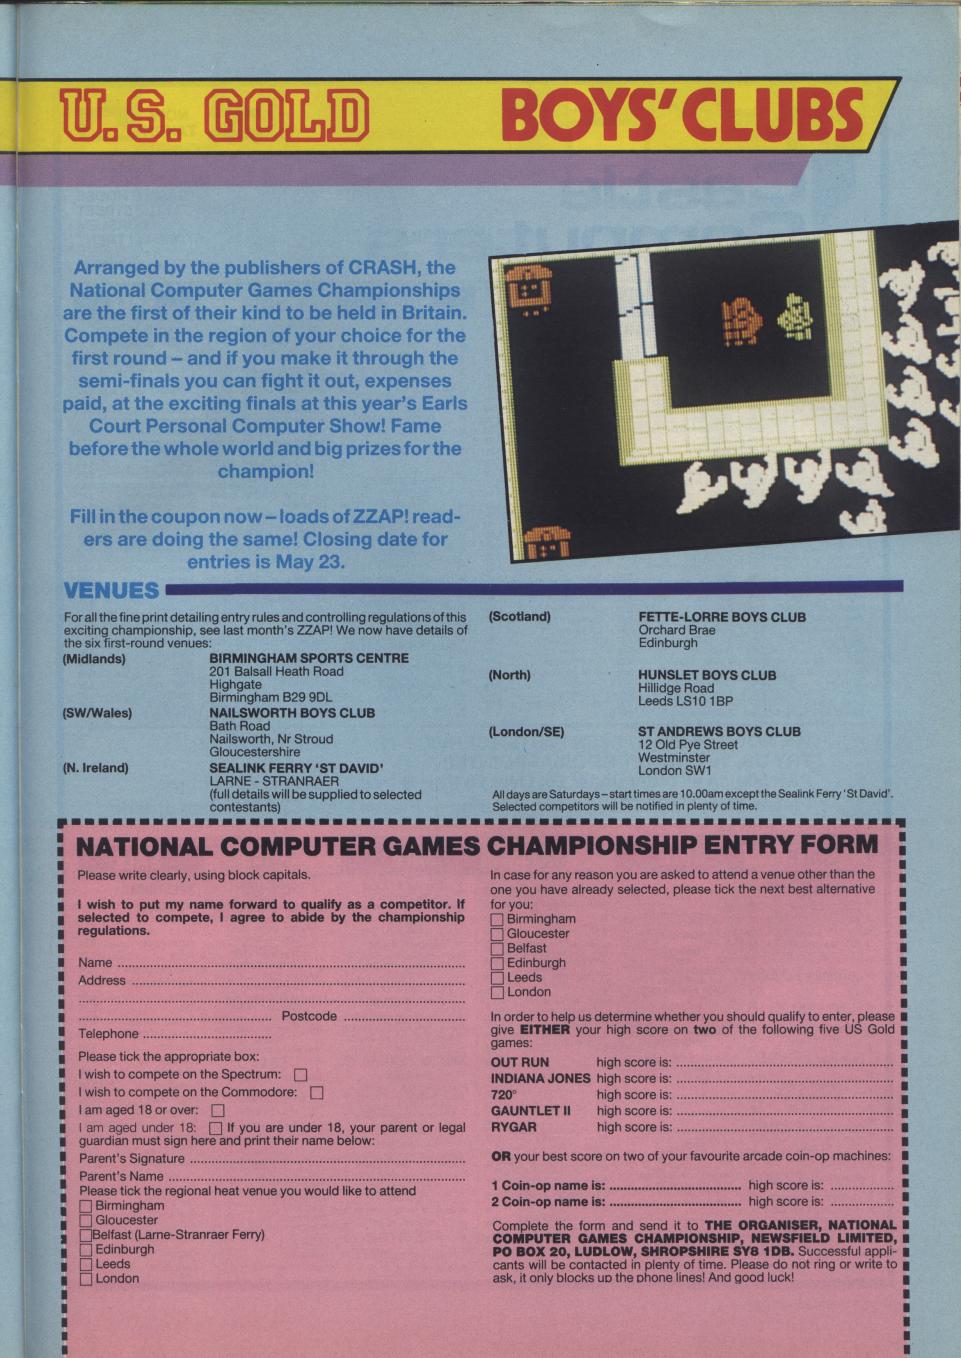 U.S. GOLD BOYS' CLUBS
Arranged by the publishers of CRASH, the
National Computer Games Championships
are the first of their kind to be held in Britain.
Compete in the region of your choice for the
first round – and if you make it through the
semi-finals you can fight it out, expenses
paid, at the exciting finals at this year's Earls
Court Personal Computer Show! Fame
before the whole world and big prizes for the
champion!
Fill in the coupon now – loads of ZZAP! read-
ers are doing the same! Closing date for
entries is May 23.
VENUES
For all the fine print detailing entry rules and controlling regulations of this
exciting championship, see last month's ZZAP! We now have details of
the six first-round venues:
(Midlands) BIRMINGHAM SPORTS CENTRE
201 Balsall Heath Road
Highgate
Birmingham B29 9DL
(SW/Wales) NAILSWORTH BOYS CLUB
Bath Road
Nailsworth, Nr Stroud
Gloucestershire
(N. Ireland) SEALINK FERRY 'ST DAVID'
LARNE - STRANRAER
(full details will be supplied to selected
contestants)
(Scotland) FETTE-LORRE BOYS CLUB
Orchard Brae
Edinburgh
(North) HUNSLET BOYS CLUB
Hillidge Road
Leeds LS10 1BP
(London/SE) ST ANDREWS BOYS CLUB
12 Old Pye Street
Westminster
London SW1
All days are Saturdays – start times are 10.00am except the Sealink Ferry 'St David'.
Selected competitors will be notified in plenty of time.
NATIONAL COMPUTER GAMES CHAMPIONSHIP ENTRY FORM
Please write clearly, using block capitals.
I wish to put my name forward to qualify as a competitor. If
selected to compete, I agree to abide by the championship
regulations.
Name
Address
Postcode
Telephone
Please tick the appropriate box:
I wish to compete on the Spectrum:
I wish to compete on the Commodore:
I am aged 18 or over:
I am aged under 18: If you are under 18, your parent or legal
guardian must sign here and print their name below:
Parent's Signature
Parent's Name
Please tick the regional heat venue you would like to attend
Birmingham
Gloucester
Belfast (Larne-Stranraer Ferry)
Edinburgh
Leeds
London
In case for any reason you are asked to attend a venue other than the
one you have already selected, please tick the next best alternative
for you:
Birmingham
Gloucester
Belfast
Edinburgh
Leeds
London
In order to help us determine whether you should qualify to enter, please
give EITHER your high score on two of the following five US Gold
games:
OUT RUN high score is:
INDIANA JONES high score is:
720° high score is:
GAUNTLET II high score is:
RYGAR high score is:
OR your best score on two of your favourite arcade coin-op machines:
1 Coin-op name is: high score is:
2 Coin-op name is: high score is:
Complete the form and send it to THE ORGANISER, NATIONAL
COMPUTER GAMES CHAMPIONSHIP, NEWSFIELD LIMITED,
PO BOX 20, LUDLOW, SHROPSHIRE SY8 1DB. Successful appli-
cants will be contacted in plenty of time. Please do not ring or write to
ask, it only blocks up the phone lines! And good luck!